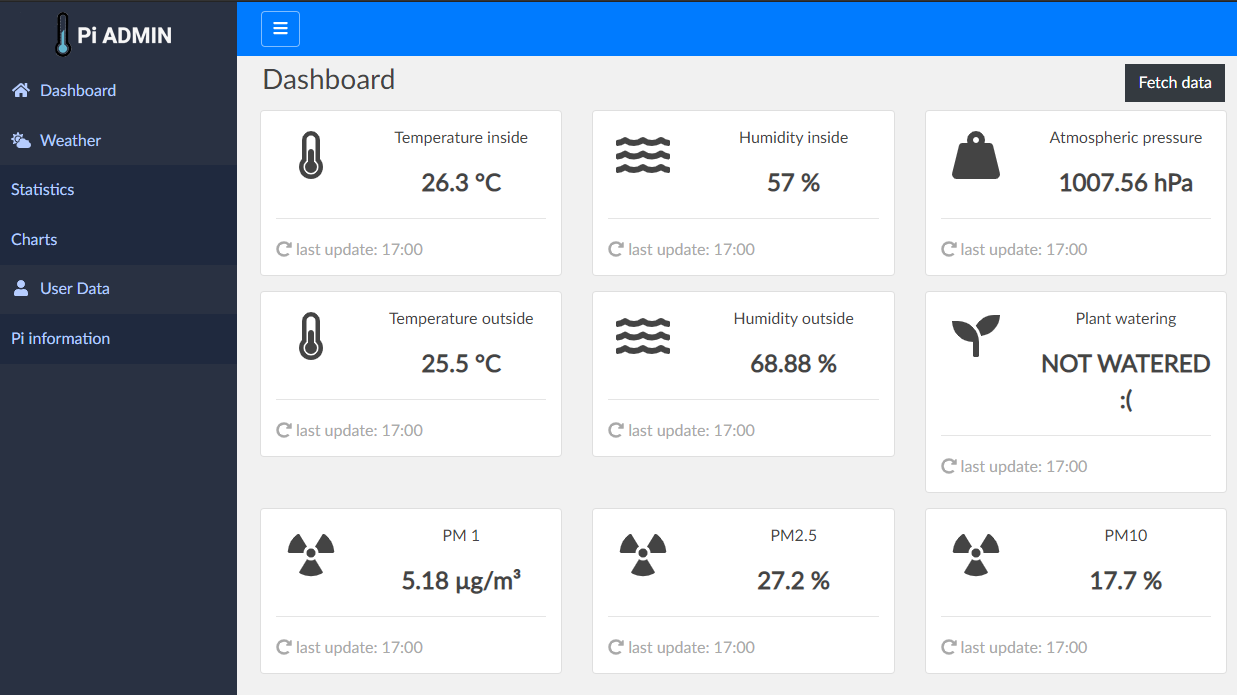 Pi ADMIN
Dashboard
Weather
Statistics
Charts
User Data
Pi information
Dashboard
Fetch data
Temperature inside
26.3 °C
last update: 17:00
Humidity inside
57 %
last update: 17:00
Atmospheric pressure
1007.56 hPa
last update: 17:00
Temperature outside
25.5 °C
last update: 17:00
Humidity outside
68.88 %
last update: 17:00
Plant watering
NOT WATERED
:(
last update: 17:00
PM 1
5.18 µg/m³
last update: 17:00
PM2.5
27.2 %
last update: 17:00
PM10
17.7 %
last update: 17:00